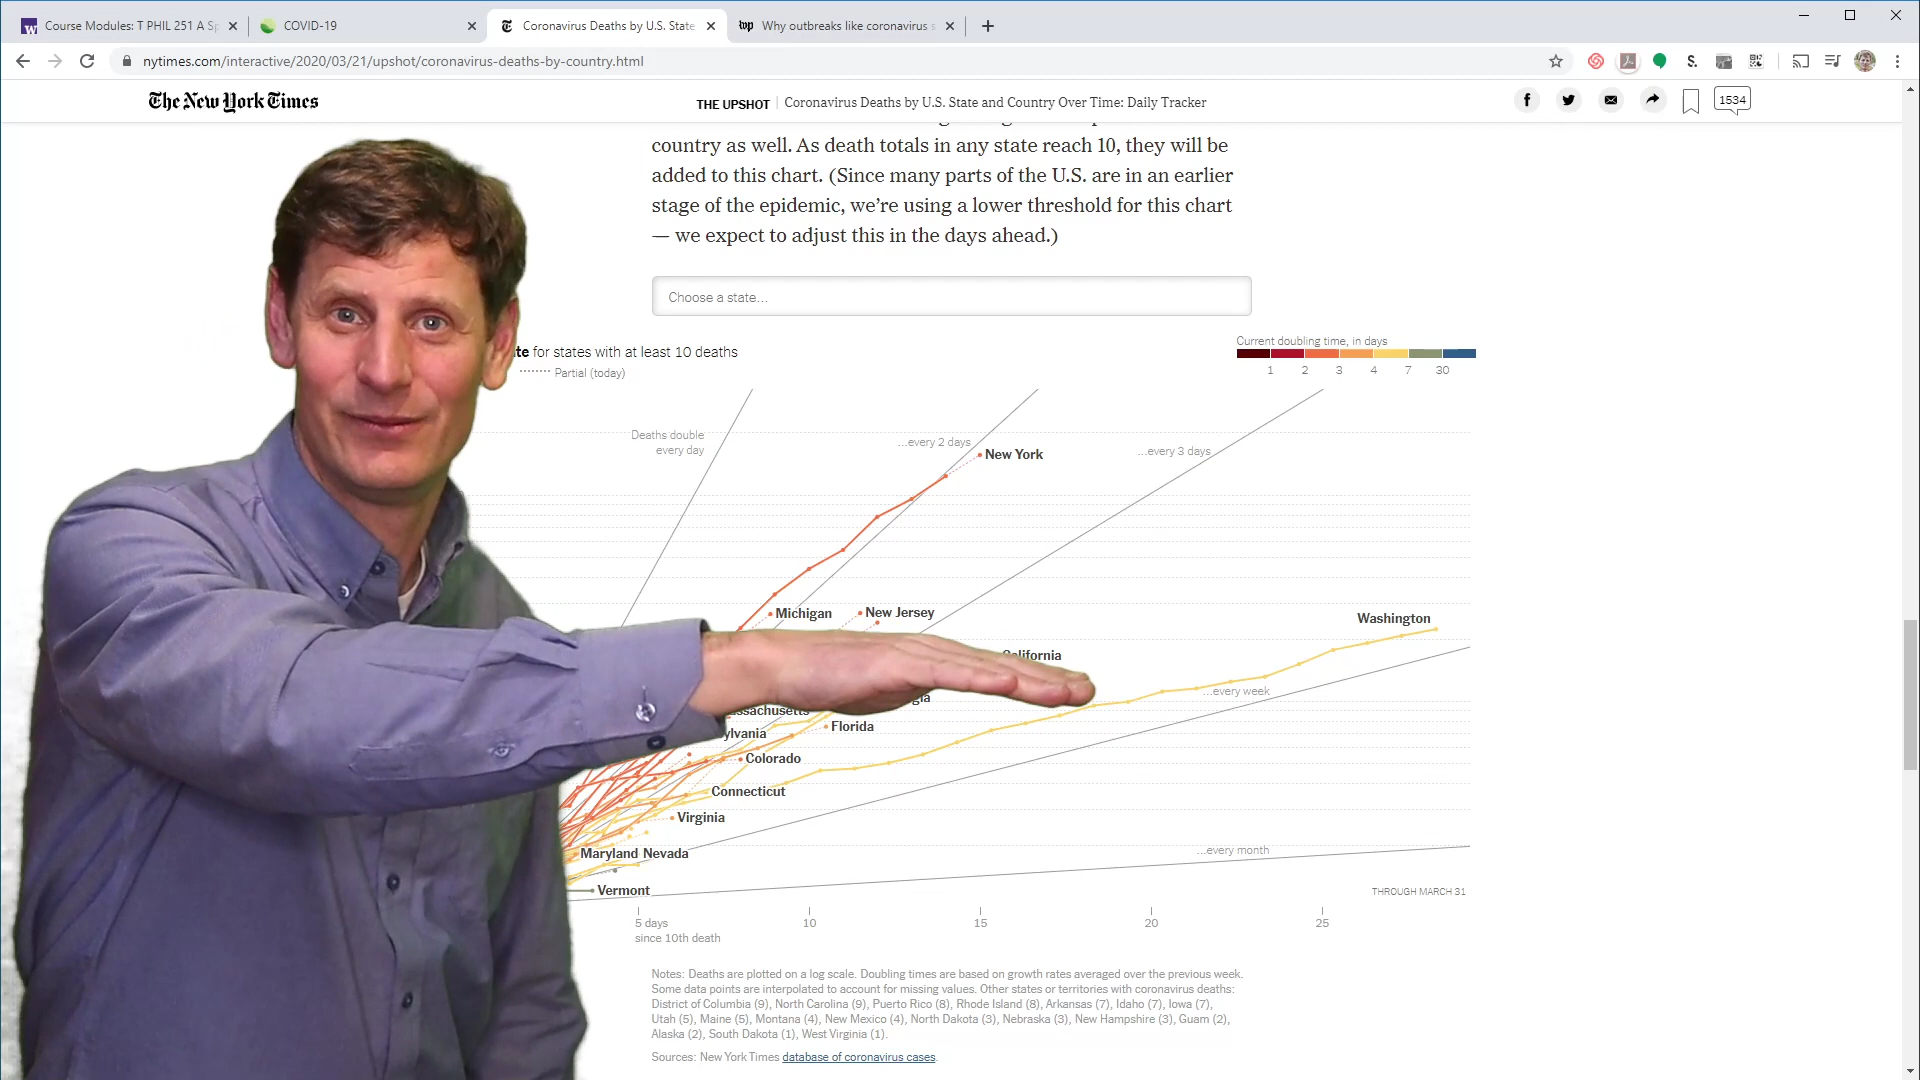 Course Modules: T PHIL 251 A Sp
COVID-19
Coronavirus Deaths by U.S. State
Why outbreaks like coronavirus s
nytimes.com/interactive/2020/03/21/upshot/coronavirus-deaths-by-country.html
The New York Times
THE UPSHOT | Coronavirus Deaths by U.S. State and Country Over Time: Daily Tracker
1534
country as well. As death totals in any state reach 10, they will be
added to this chart. (Since many parts of the U.S. are in an earlier
stage of the epidemic, we’re using a lower threshold for this chart
— we expect to adjust this in the days ahead.)
Choose a state...
te for states with at least 10 deaths
Partial (today)
Current doubling time, in days
1 2 3 4 7 30
Deaths double
every day
...every 2 days
...every 3 days
New York
Michigan
New Jersey
Washington
California
...every week
gia
ssachusetts
Florida
ylvania
Colorado
Connecticut
Virginia
Maryland Nevada
...every month
Vermont
THROUGH MARCH 31
5 days 10 15 20 25
since 10th death
Notes: Deaths are plotted on a log scale. Doubling times are based on growth rates averaged over the previous week.
Some data points are interpolated to account for missing values. Other states or territories with coronavirus deaths:
District of Columbia (9), North Carolina (9), Puerto Rico (8), Rhode Island (8), Arkansas (7), Idaho (7), Iowa (7),
Utah (5), Maine (5), Montana (4), New Mexico (4), North Dakota (3), Nebraska (3), New Hampshire (3), Guam (2),
Alaska (2), South Dakota (1), West Virginia (1).
Sources: New York Times database of coronavirus cases.